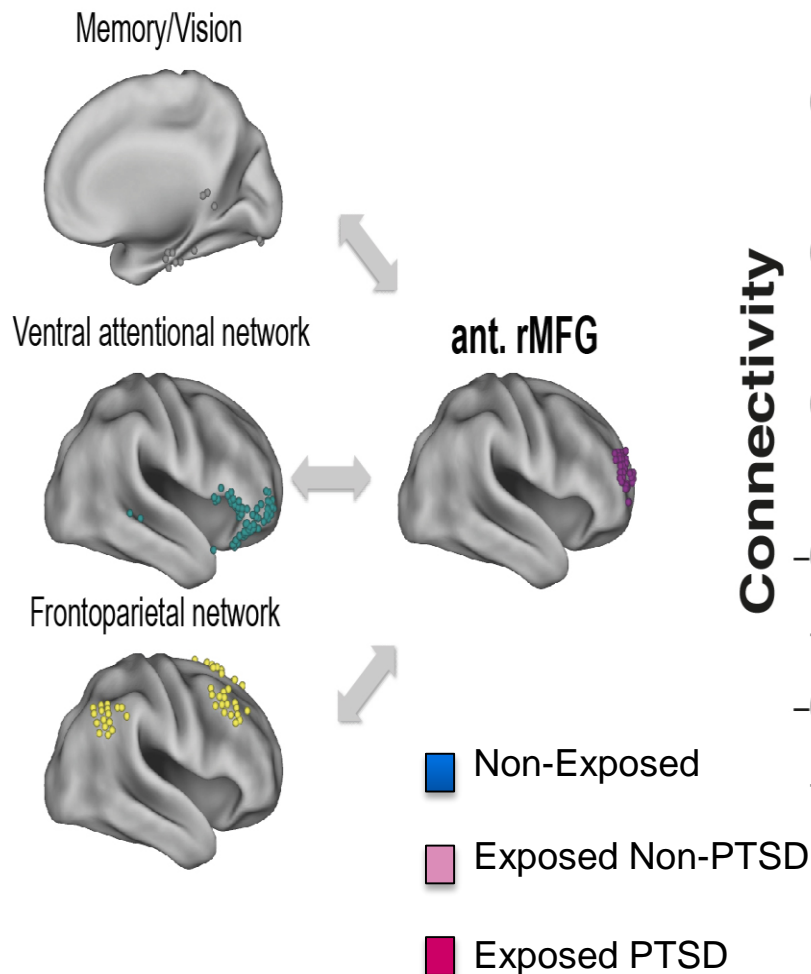 Memory/Vision
Ventral attentional network
ant. rMFG
Frontoparietal network
Connectivity
Non-Exposed
Exposed Non-PTSD
Exposed PTSD